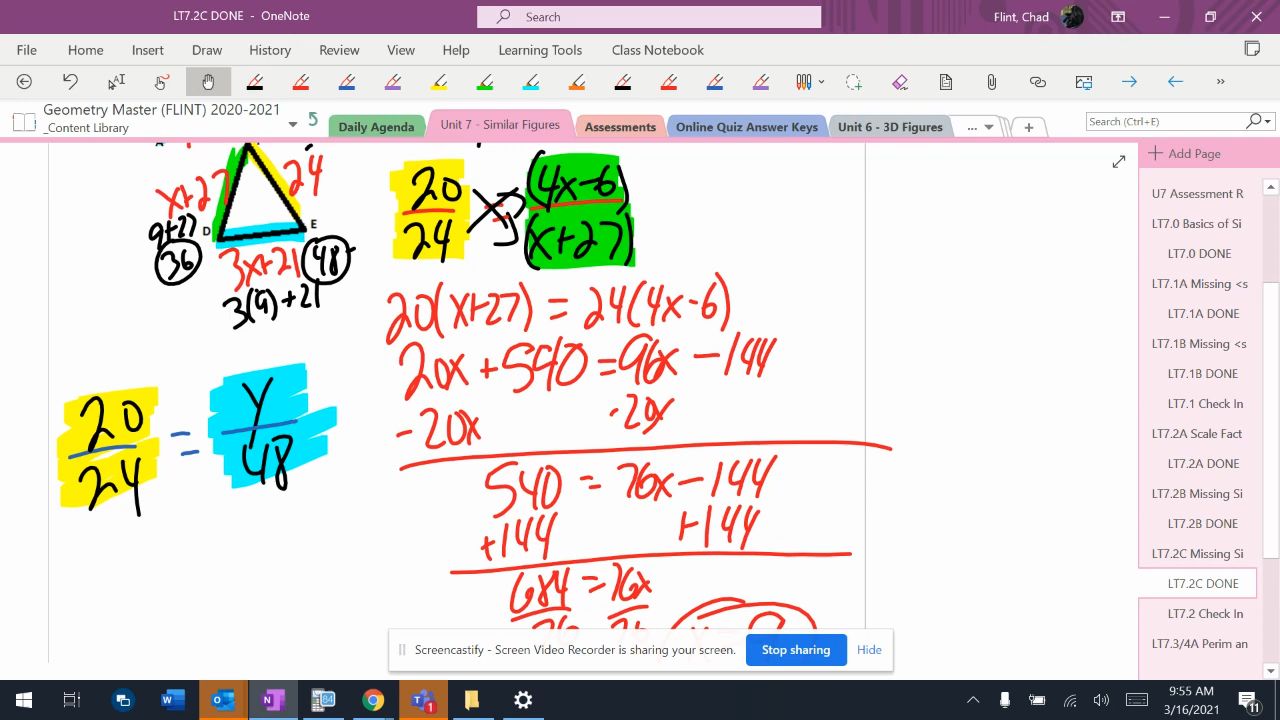 LT7.2C DONE - OneNote
Search
Flint, Chad
File Home Insert Draw History Review View Help Learning Tools Class Notebook
Geometry Master (FLINT) 2020-2021
_Content Library
Daily Agenda
Unit 7 - Similar Figures
Assessments
Online Quiz Answer Keys
Unit 6 - 3D Figures
...
Search (Ctrl+E)
Add Page
U7 Assessment R
LT7.0 Basics of Si
LT7.0 DONE
LT7.1A Missing <s
LT7.1A DONE
LT7.1B Missing <s
LT7.1B DONE
LT7.1 Check In
LT7.2A Scale Fact
LT7.2A DONE
LT7.2B Missing Si
LT7.2B DONE
LT7.2C Missing Si
LT7.2C DONE
LT7.2 Check In
LT7.3/4A Perim an
x+27
24
9+27
36
D
E
3x+21
48
3(9)+21
20
24
=
(4x-6)
(x+27)
20(x+27) = 24(4x-6)
20x+540=96x-144
-20x -20x
540 = 76x-144
+144 +144
684 = 76x
76 76
20
24
=
y
48
Screencastify - Screen Video Recorder is sharing your screen.
Stop sharing
Hide
84
1
9:55 AM
3/16/2021
11